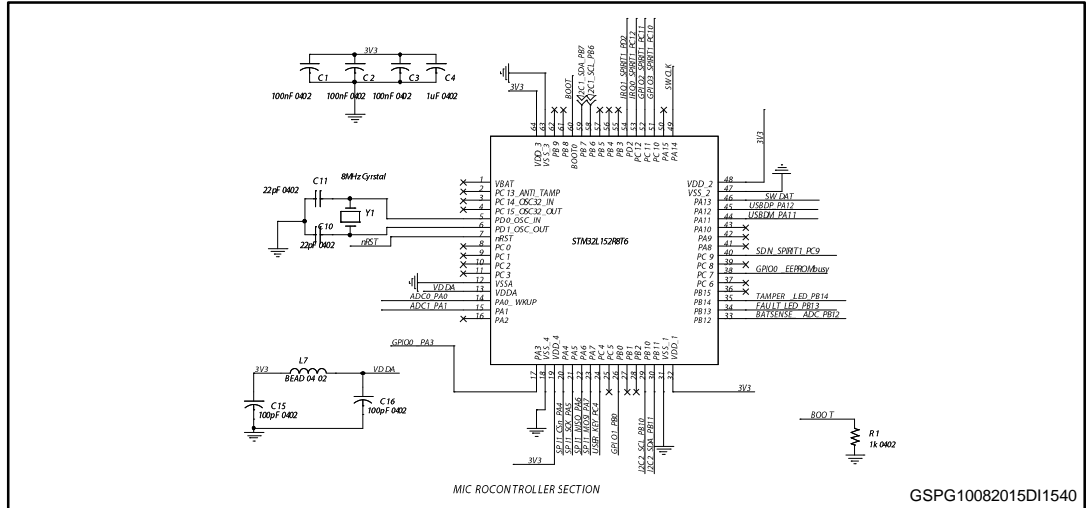 3V3
C1
C2
C3
C4
100nF 0402
100nF 0402
100nF 0402
1uF 0402
3V3
BOOT
I2C1_SDA_PB7
I2C1_SCL_PB6
IRQ1_SPIRIT1_PD2
IRQ0_SPIRIT1_PC12
GPIO2_SPIRIT1_PC11
GPIO3_SPIRIT1_PC10
SWCLK
64
63
62
61
60
59
58
57
56
55
54
53
52
51
50
49
VDD_3
VSS_3
PB9
PB8
BOOT0
PB7
PB6
PB5
PB4
PB3
PD2
PC12
PC11
PC10
PA15
PA14
3V3
22pF 0402
C11
8MHz Cyrstal
Y1
C10
22pF 0402
nRST
1 VBAT
2 PC13_ANTI_TAMP
3 PC14_OSC32_IN
4 PC15_OSC32_OUT
5 PD0_OSC_IN
6 PD1_OSC_OUT
7 nRST
8 PC0
9 PC1
10 PC2
11 PC3
12 VSSA
VDDA 13 VDDA
ADC0_PA0 14 PA0_WKUP
ADC1_PA1 15 PA1
16 PA2
STM32L152R8T6
VDD_2 48
VSS_2 47
PA13 46 SW DAT
PA12 45 USBDP_PA12
PA11 44 USBDM_PA11
PA10 43
PA9 42
PA8 41
PC9 40 SDN_SPIRIT1_PC9
PC8 39
PC7 38 GPIO0_EEPROMbusy
PC6 37
PB15 36
PB14 35 TAMPER_LED_PB14
PB13 34 FAULT_LED_PB13
PB12 33 BATSENSE_ADC_PB12
GPIO0_PA3
PA3
VSS_4
VDD_4
PA4
PA5
PA6
PA7
PC4
PC5
PB0
PB1
PB2
PB10
PB11
VSS_1
VDD_1
17
18
19
20
21
22
23
24
25
26
27
28
29
30
31
32
3V3
SPI1_CSn_PA4
SPI1_SCK_PA5
SPI1_MISO_PA6
SPI1_MOSI_PA7
USER_KEY_PC4
GPIO1_PB0
I2C2_SCL_PB10
I2C2_SDA_PB11
3V3
L7
3V3
VDDA
BEAD 0402
C15
100pF 0402
C16
100pF 0402
BOOT
R1
1k 0402
MICROCONTROLLER SECTION
GSPG10082015DI1540